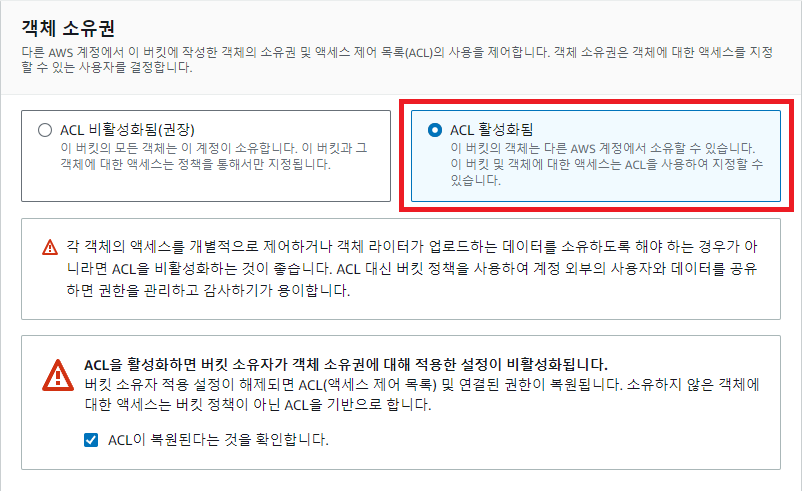 객체 소유권
다른 AWS 계정에서 이 버킷에 작성한 객체의 소유권 및 액세스 제어 목록(ACL)의 사용을 제어합니다. 객체 소유권은 객체에 대한 액세스를 지정
할 수 있는 사용자를 결정합니다.
ACL 비활성화됨(권장)
이 버킷의 모든 객체는 이 계정이 소유합니다. 이 버킷과 그
객체에 대한 액세스는 정책을 통해서만 지정됩니다.
ACL 활성화됨
이 버킷의 객체는 다른 AWS 계정에서 소유할 수 있습니다.
이 버킷 및 객체에 대한 액세스는 ACL을 사용하여 지정할 수
있습니다.
각 객체의 액세스를 개별적으로 제어하거나 객체 라이터가 업로드하는 데이터를 소유하도록 해야 하는 경우가 아
니라면 ACL을 비활성화하는 것이 좋습니다. ACL 대신 버킷 정책을 사용하여 계정 외부의 사용자와 데이터를 공유
하면 권한을 관리하고 감사하기가 용이합니다.
ACL을 활성화하면 버킷 소유자가 객체 소유권에 대해 적용한 설정이 비활성화됩니다.
버킷 소유자 적용 설정이 해제되면 ACL(액세스 제어 목록) 및 연결된 권한이 복원됩니다. 소유하지 않은 객체에
대한 액세스는 버킷 정책이 아닌 ACL을 기반으로 합니다.
ACL이 복원된다는 것을 확인합니다.